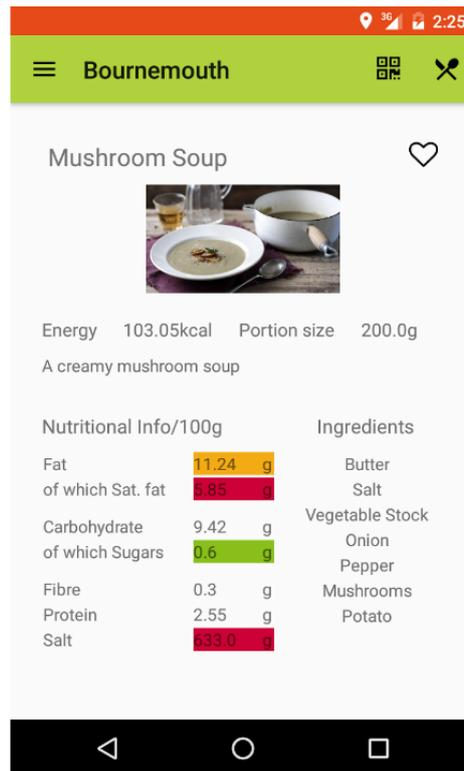 3G 2:25
Bournemouth
Mushroom Soup
Energy 103.05kcal Portion size 200.0g
A creamy mushroom soup
Nutritional Info/100g
Fat 11.24 g
of which Sat. fat 5.85 g
Carbohydrate 9.42 g
of which Sugars 0.6 g
Fibre 0.3 g
Protein 2.55 g
Salt 633.0 g
Ingredients
Butter
Salt
Vegetable Stock
Onion
Pepper
Mushrooms
Potato